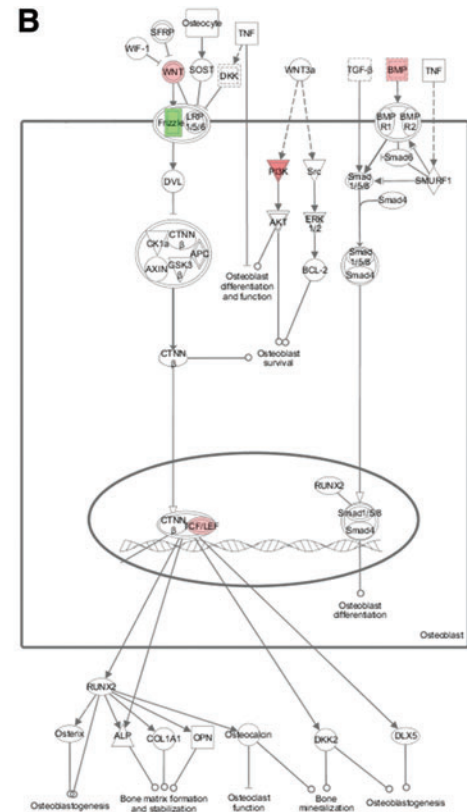 B
SFRP
Osteocyte
TNF
WIF-1
WNT
SOST
DKK
WNT3a
TGF-β
BMP
TNF
Frizzle
LRP
1/5/6
BMP
R1
BMP
R2
Smad6
PI3K
Src
Smad
1/5/8
SMURF1
DVL
Smad4
AKT
ERK
1/2
CTNN
β
CK1a
APC
AXIN
GSK3
β
BCL-2
Smad
1/5/8
Smad4
Osteoblast
differentiation
and function
CTNN
β
Osteoblast
survival
RUNX2
Smad1/5/8
Smad4
CTNN
β
TCF/LEF
Osteoblast
differentiation
Osteoblast
RUNX2
Osterix
ALP
COL1A1
OPN
Osteocalcin
DKK2
DLX5
Osteoblastogenesis
Bone matrix formation
and stabilization
Osteoclast
function
Bone
mineralization
Osteoblastogenesis